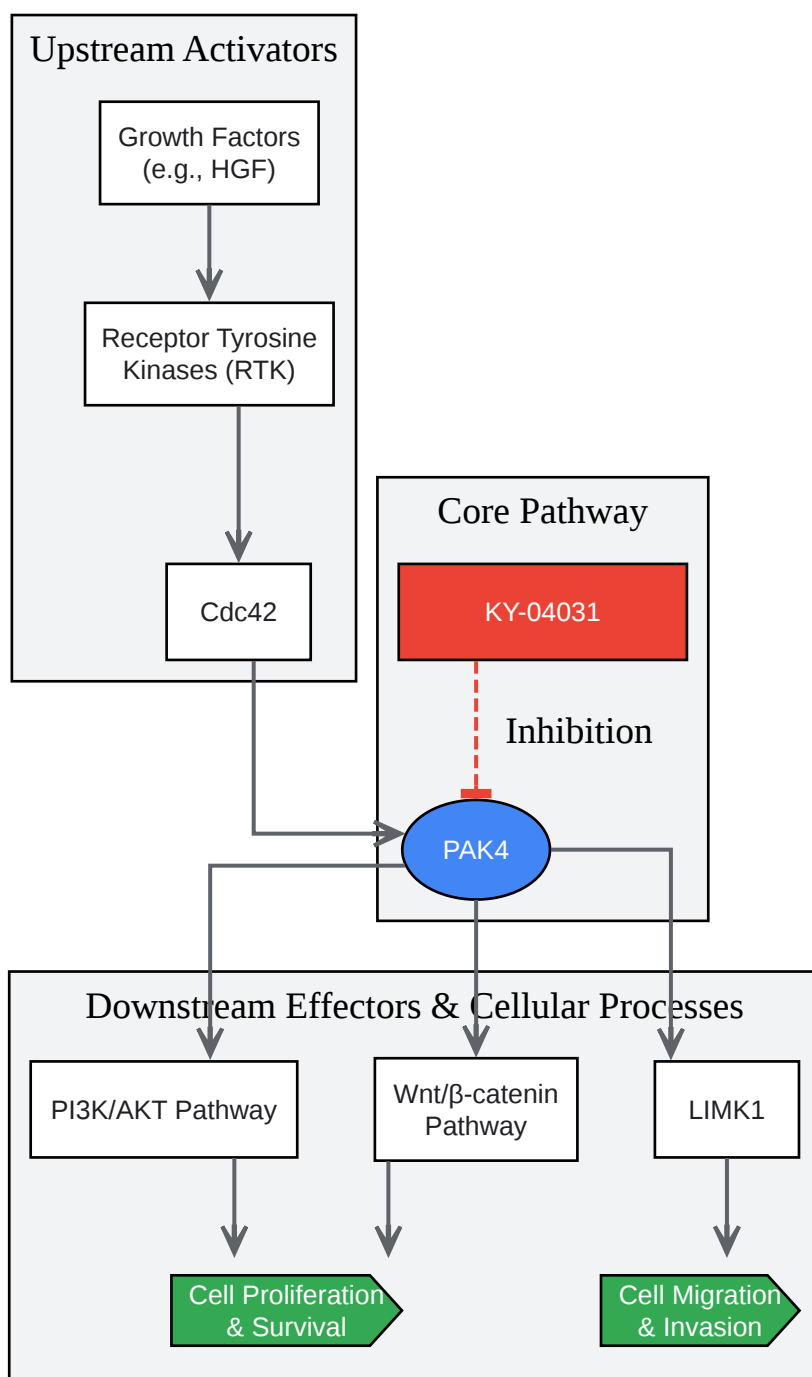 Upstream Activators
Growth Factors
(e.g., HGF)
Receptor Tyrosine
Kinases (RTK)
Cdc42
Core Pathway
KY-04031
Inhibition
PAK4
Downstream Effectors & Cellular Processes
PI3K/AKT Pathway
Wnt/β-catenin
Pathway
LIMK1
Cell Proliferation
& Survival
Cell Migration
& Invasion